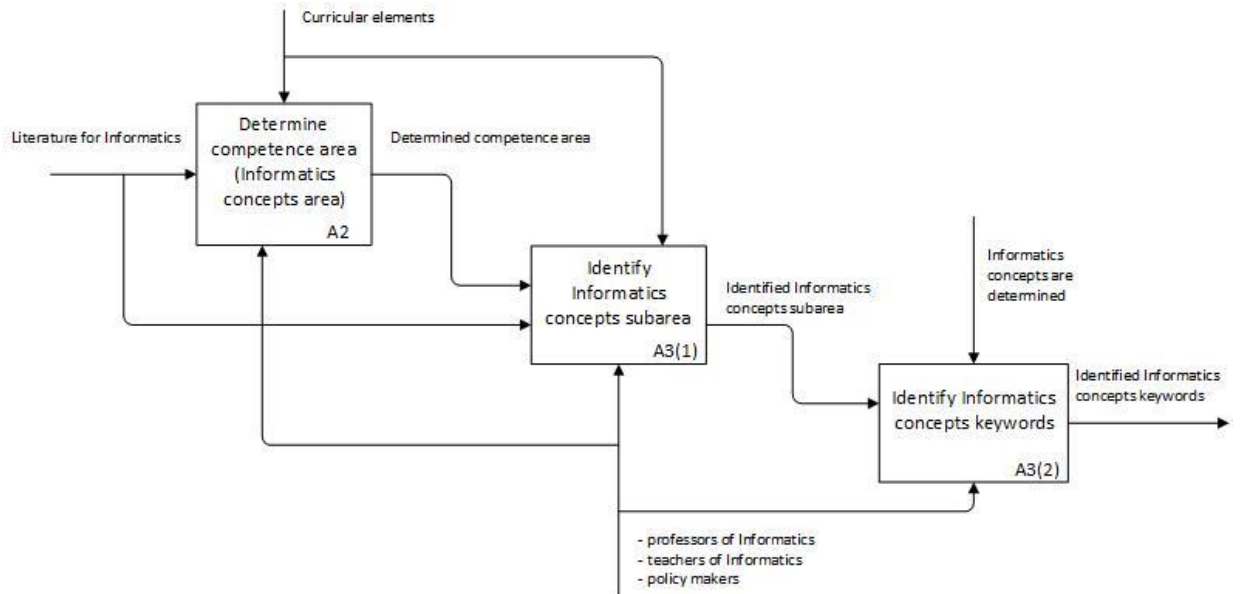 Curricular elements
Literature for Informatics
Determine
competence area
(Informatics
concepts area)
A2
Determined competence area
Identify
Informatics
concepts subarea
A3(1)
Identified Informatics
concepts subarea
Informatics
concepts are
determined
Identify Informatics
concepts keywords
A3(2)
Identified Informatics
concepts keywords
- professors of Informatics
- teachers of Informatics
- policy makers